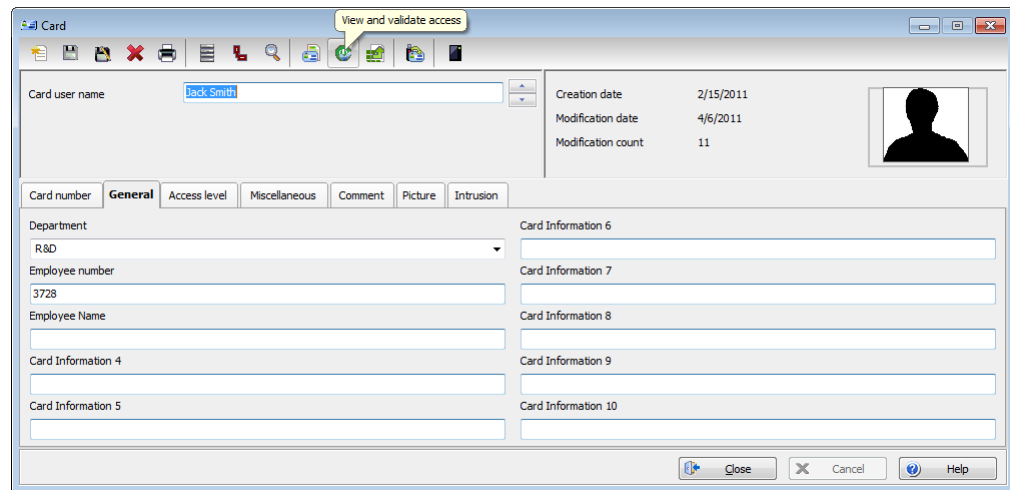 View and validate access
Card
Card user name
Jack Smith
Creation date 2/15/2011
Modification date 4/6/2011
Modification count 11
Card number General Access level Miscellaneous Comment Picture Intrusion
Department
R&D
Employee number
3728
Employee Name
Card Information 4
Card Information 5
Card Information 6
Card Information 7
Card Information 8
Card Information 9
Card Information 10
Close Cancel Help